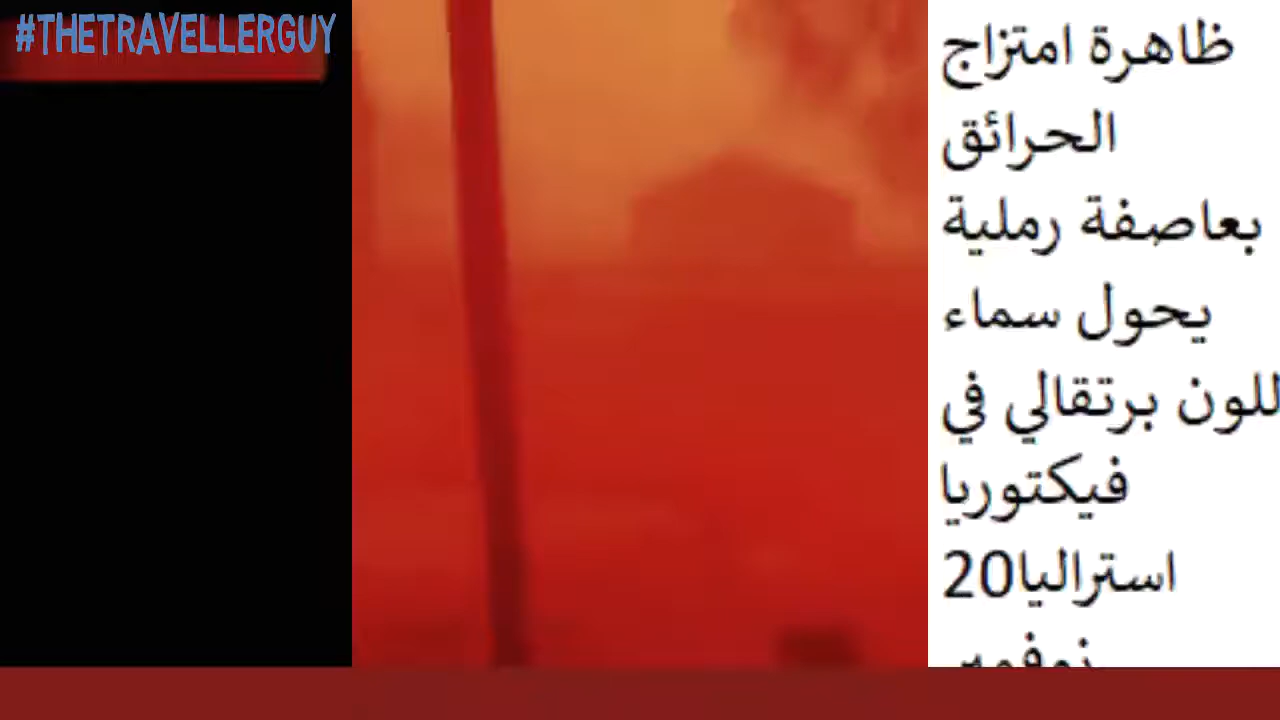 #THETRAVELLERGUY
ظاهرة امتزاج
الحرائق
بعاصفة رملية
يحول سماء
للون برتقالي في
فيكتوريا
استراليا20